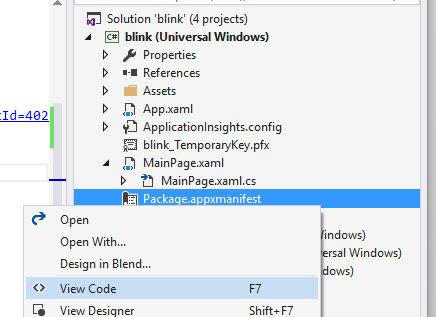 Solution 'blink' (4 projects)
blink (Universal Windows)
Properties
References
Assets
App.xaml
tId=402
ApplicationInsights.config
blink_TemporaryKey.pfx
MainPage.xaml
MainPage.xaml.cs
Package.appxmanifest
Open
Open With...
Windows)
Design in Blend...
versal Windows)
dows)
View Code F7
View Designer Shift+F7